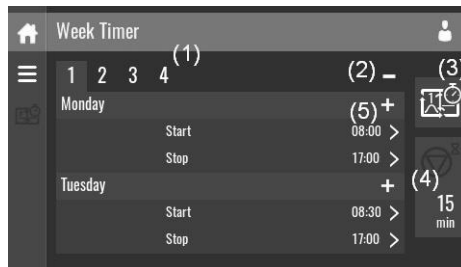 Week Timer
1 2 3 4 (1) (2) − (3)
Monday (5) +
Start 08:00 >
Stop 17:00 >
Tuesday + (4)
Start 08:30 >
Stop 17:00 >
15
min